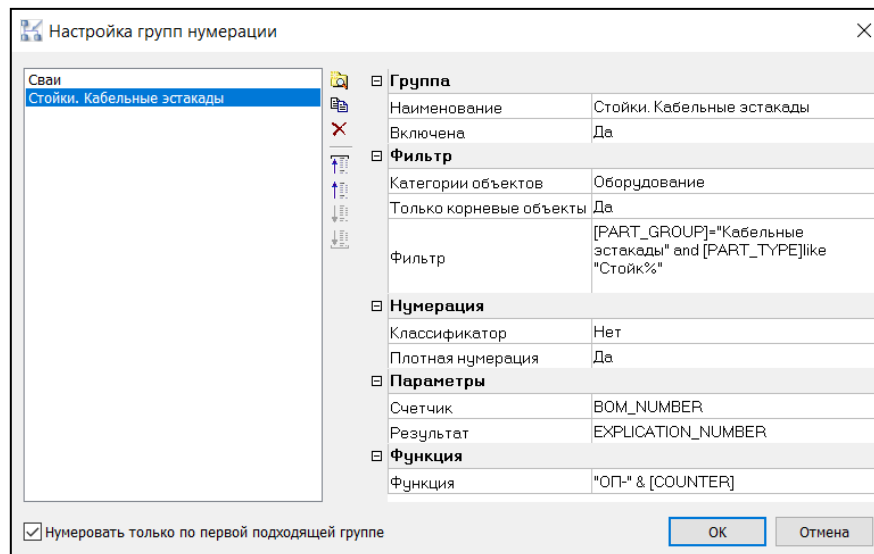 Настройка групп нумерации
Сваи
Стойки. Кабельные эстакады
Группа
Наименование Стойки. Кабельные эстакады
Включена Да
Фильтр
Категории объектов Оборудование
Только корневые объекты Да
Фильтр [PART_GROUP]="Кабельные
эстакады" and [PART_TYPE]like
"Стойк%"
Нумерация
Классификатор Нет
Плотная нумерация Да
Параметры
Счетчик BOM_NUMBER
Результат EXPLICATION_NUMBER
Функция
Функция "ОП-" & [COUNTER]
Нумеровать только по первой подходящей группе
ОК Отмена